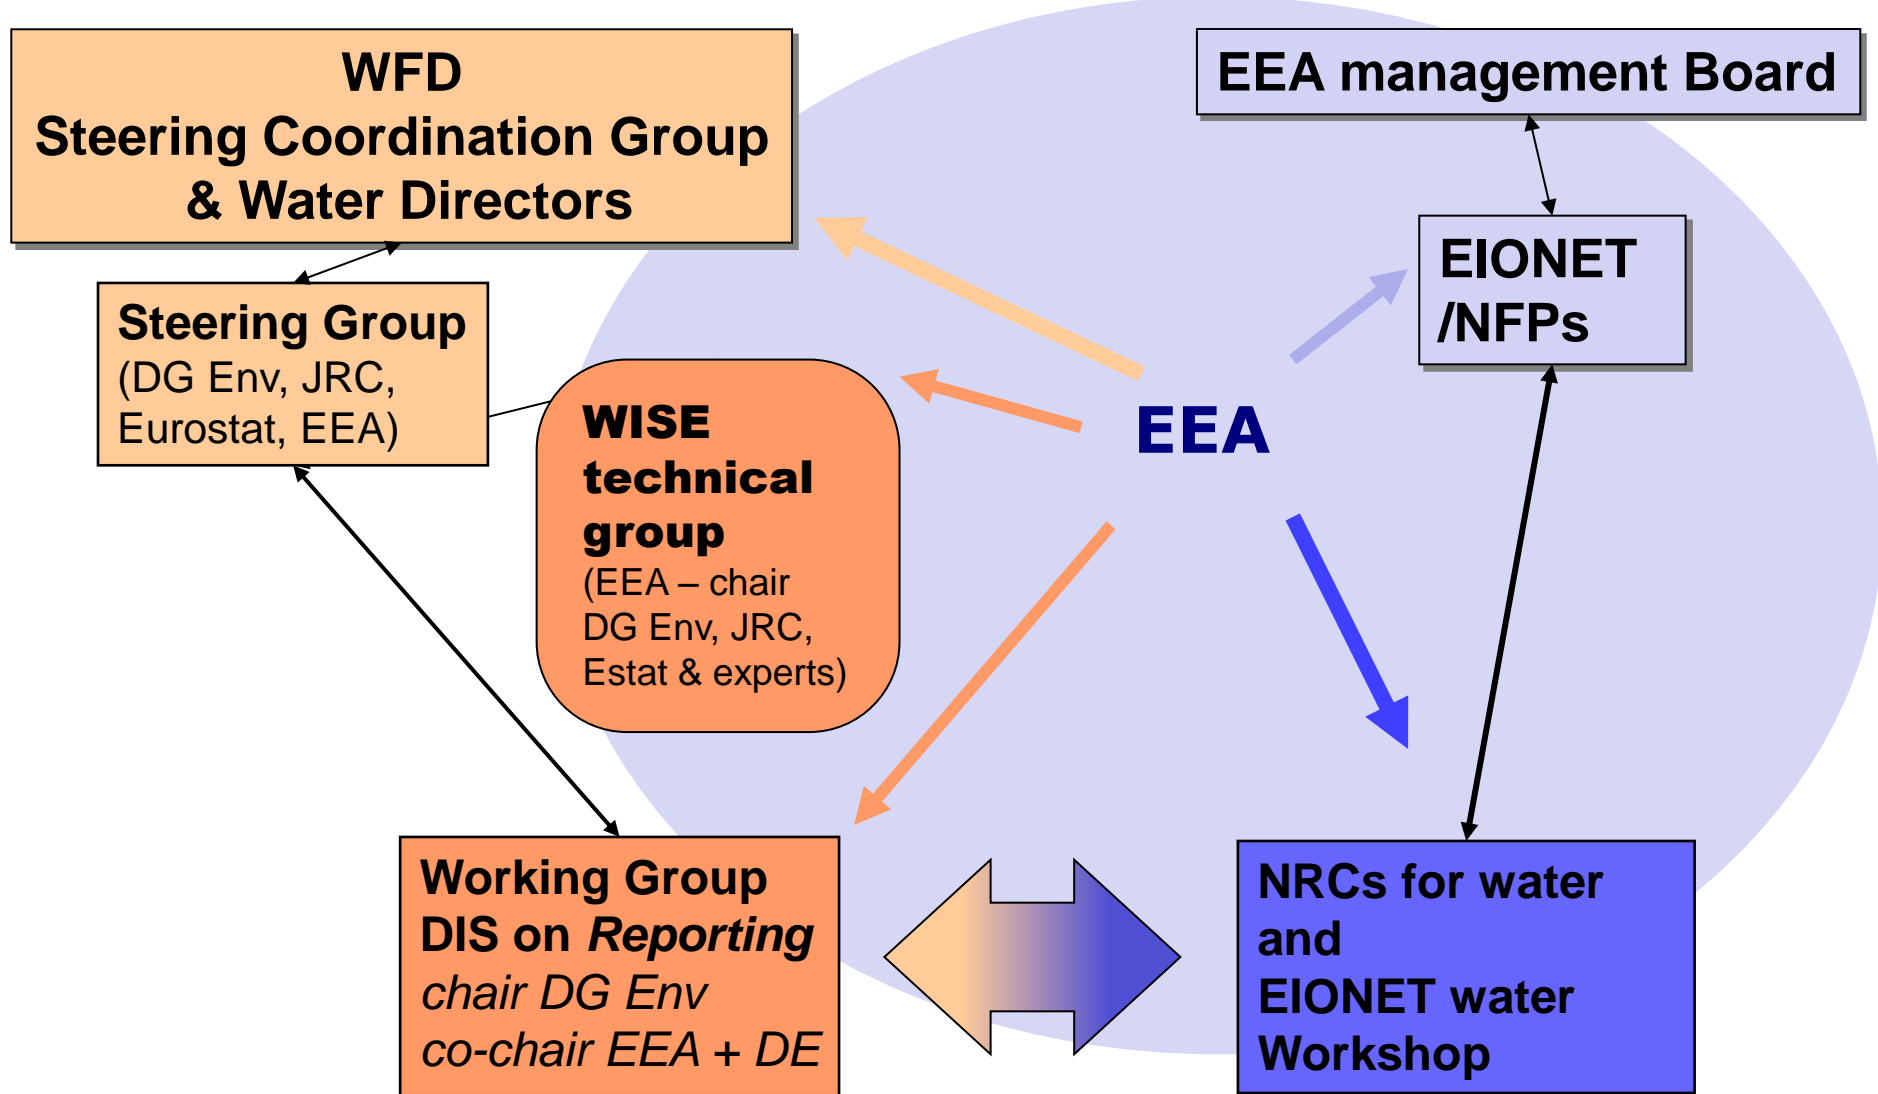 WFD
Steering Coordination Group
& Water Directors
EEA management Board
EIONET
/NFPs
Steering Group
(DG Env, JRC,
Eurostat, EEA)
WISE
technical
group
(EEA – chair
DG Env, JRC,
Estat & experts)
EEA
Working Group
DIS on Reporting
chair DG Env
co-chair EEA + DE
NRCs for water
and
EIONET water
Workshop